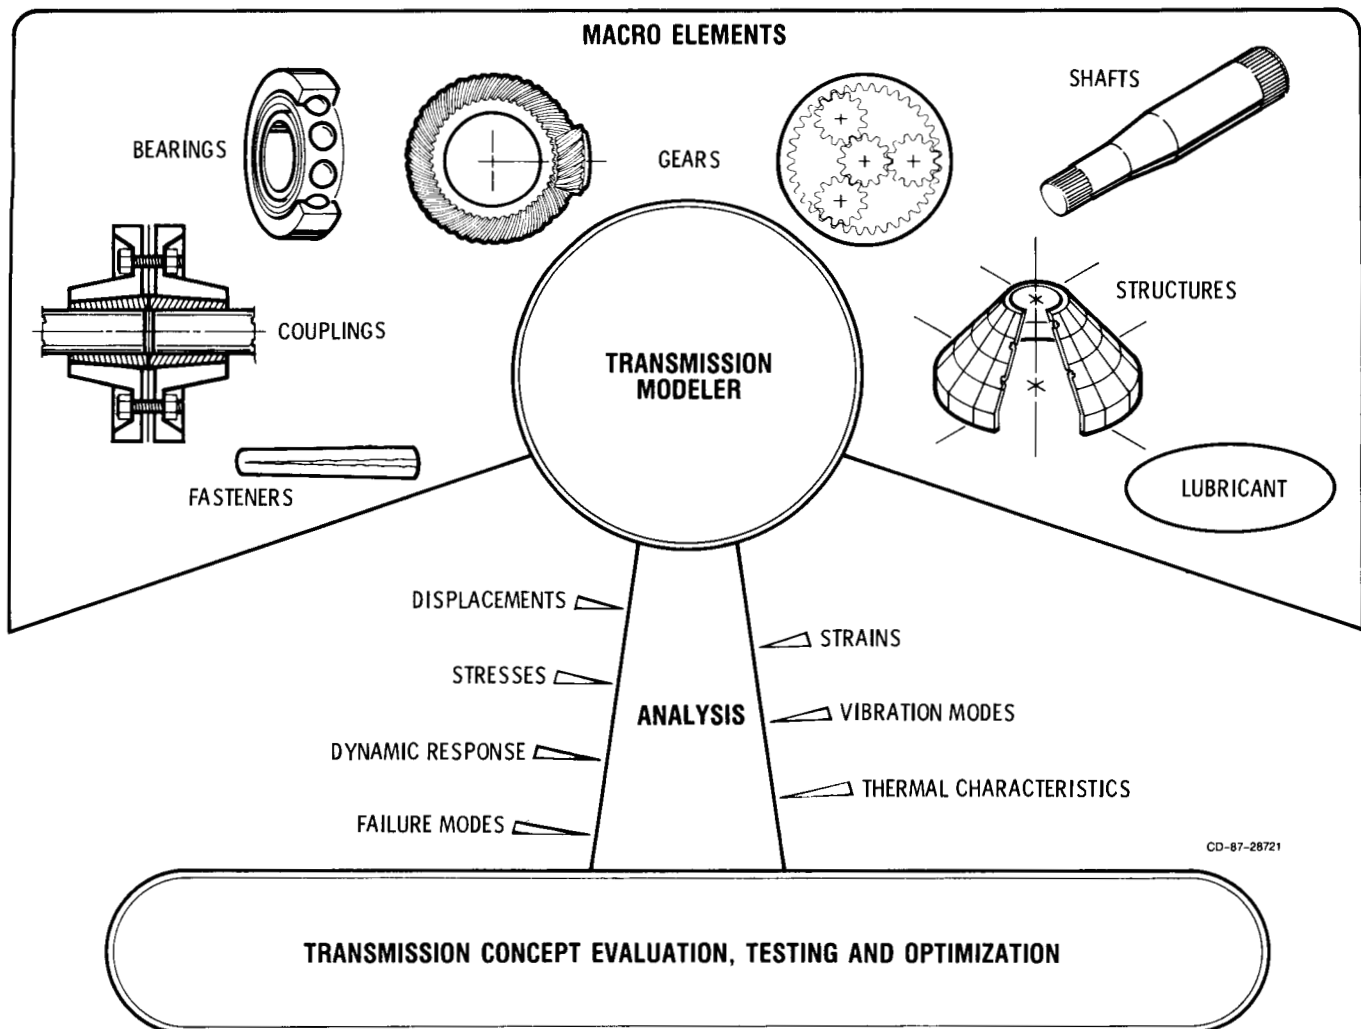 MACRO ELEMENTS
BEARINGS
GEARS
SHAFTS
COUPLINGS
STRUCTURES
FASTENERS
LUBRICANT
TRANSMISSION
MODELER
DISPLACEMENTS
STRAINS
STRESSES
ANALYSIS
VIBRATION MODES
DYNAMIC RESPONSE
THERMAL CHARACTERISTICS
FAILURE MODES
CD-87-28721
TRANSMISSION CONCEPT EVALUATION, TESTING AND OPTIMIZATION